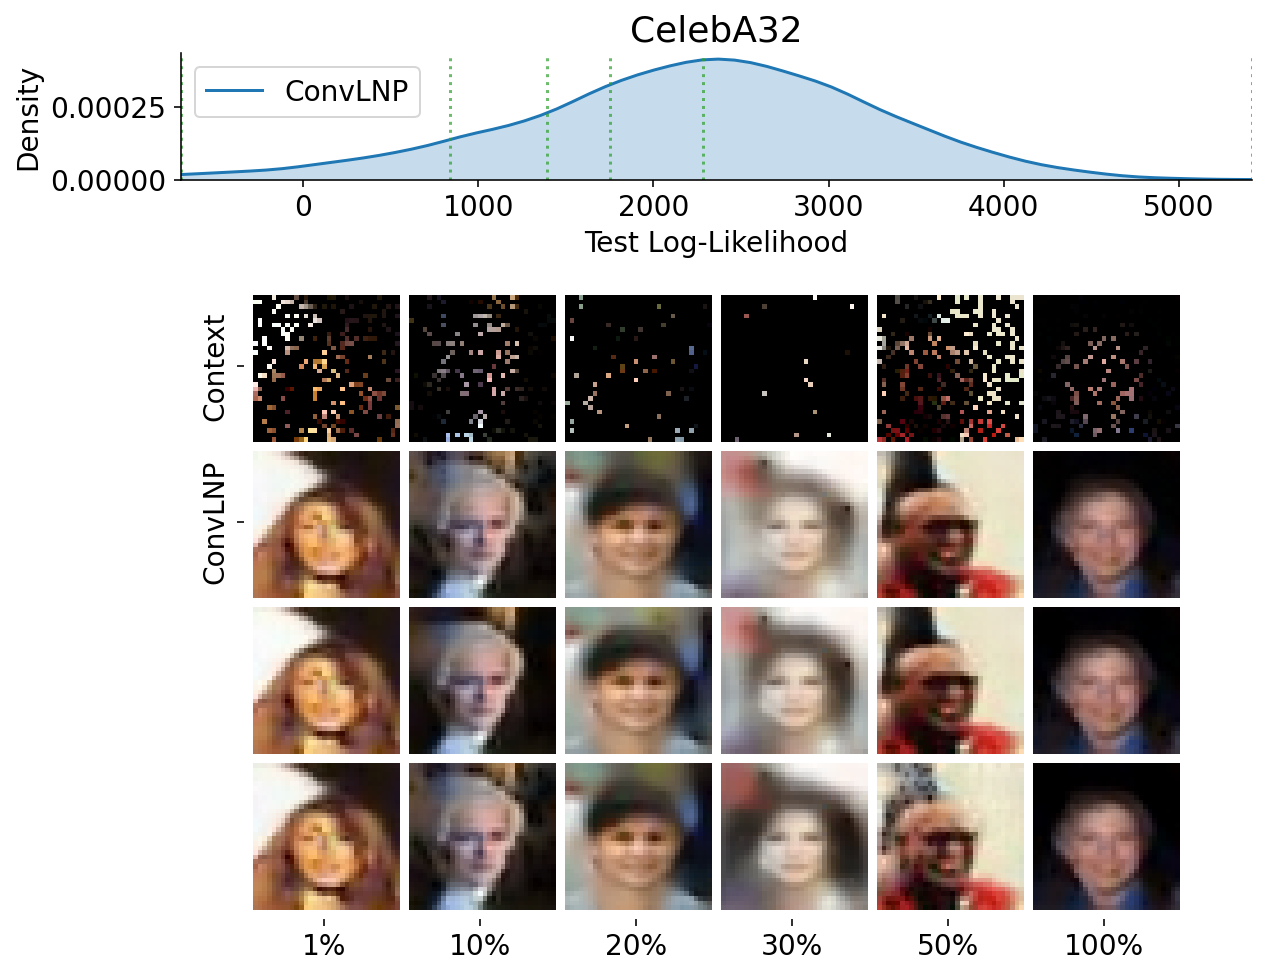 CelebA32
Density
0.00025
0.00000
ConvLNP
0 1000 2000 3000 4000 5000
Test Log-Likelihood
Context
ConvLNP
1% 10% 20% 30% 50% 100%